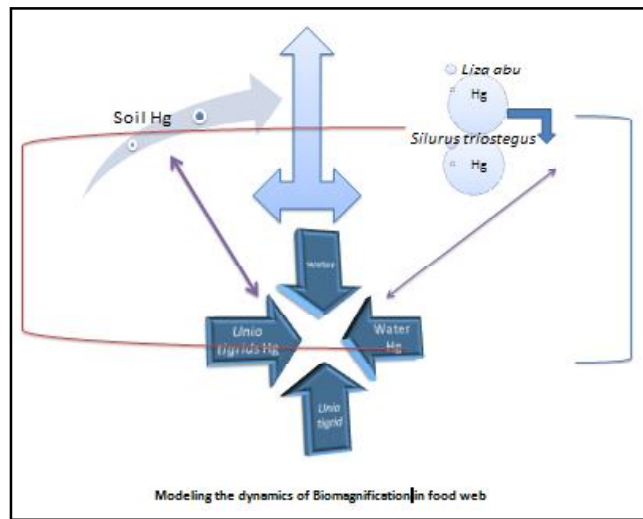 Liza abu
Hg
Soil Hg
Silurus triostegus
Hg
Unio
tigrids Hg
Water
Hg
Unio
tigrid
Modeling the dynamics of Biomagnification in food web